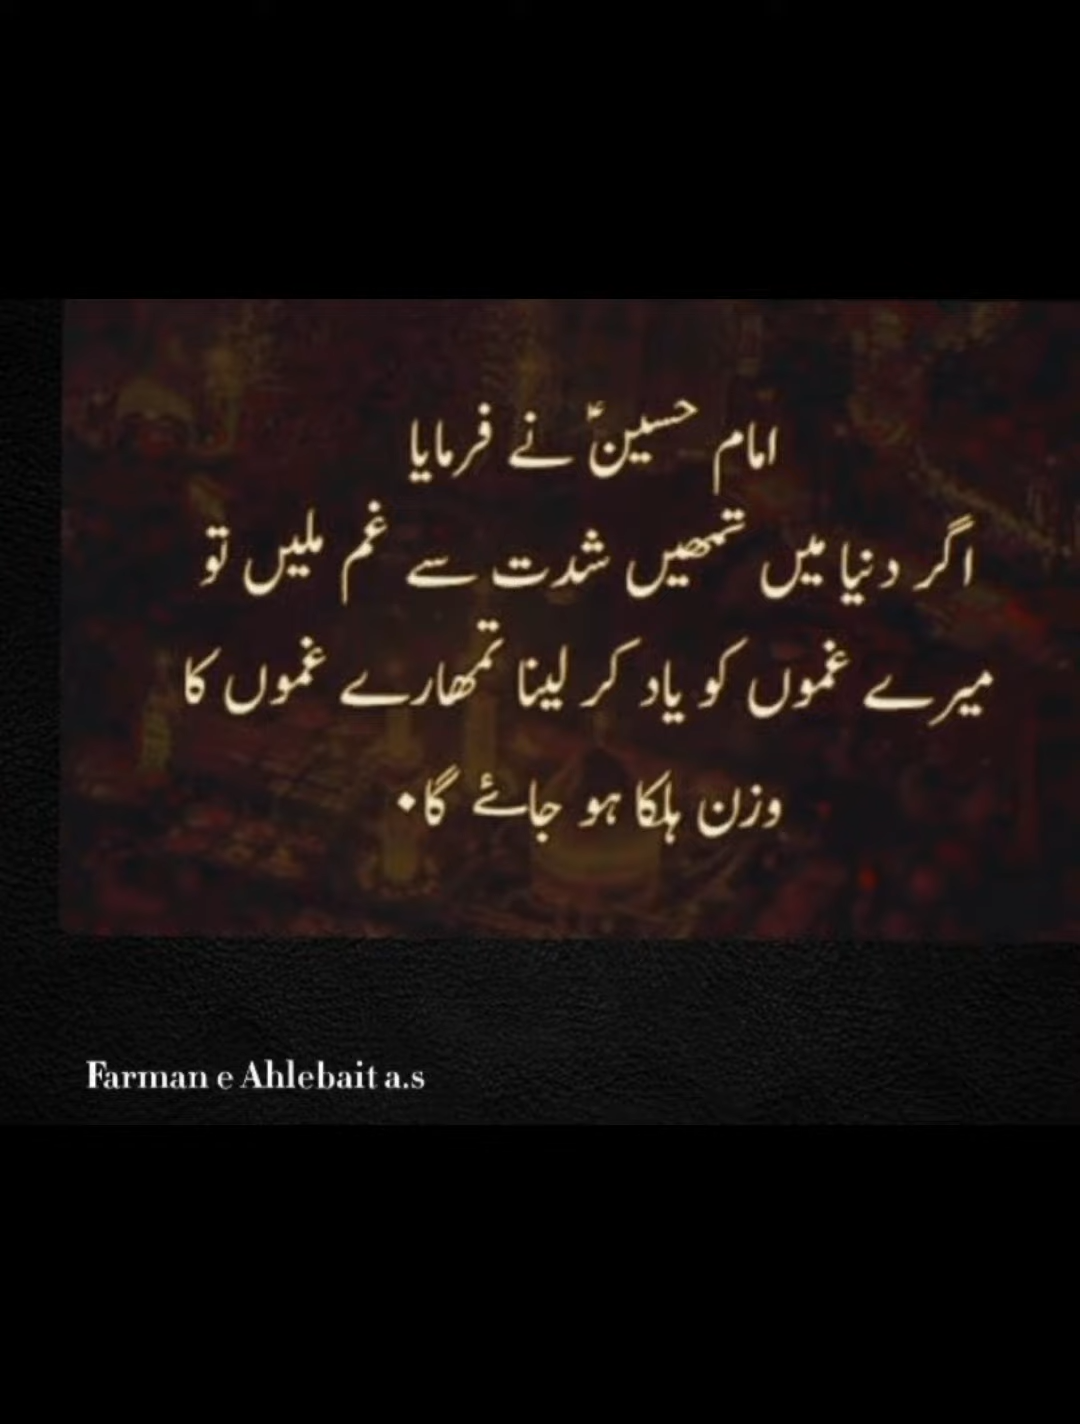 امام حسینؑ نے فرمایا
اگر دنیا میں تمھیں شدت سے غم ملیں تو
میرے غموں کو یاد کر لینا تمھارے غموں کا
وزن ہلکا ہو جائے گا۔
Farman e Ahlebait a.s